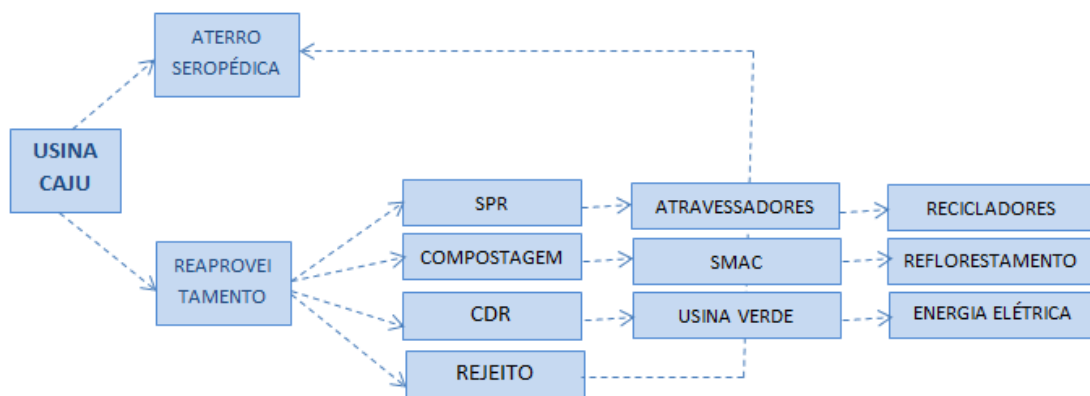 ATERRO
SEROPÉDICA
USINA
CAJU
REAPROVEI
TAMENTO
SPR
ATRAVESSADORES
RECICLADORES
COMPOSTAGEM
SMAC
REFLORESTAMENTO
CDR
USINA VERDE
ENERGIA ELÉTRICA
REJEITO